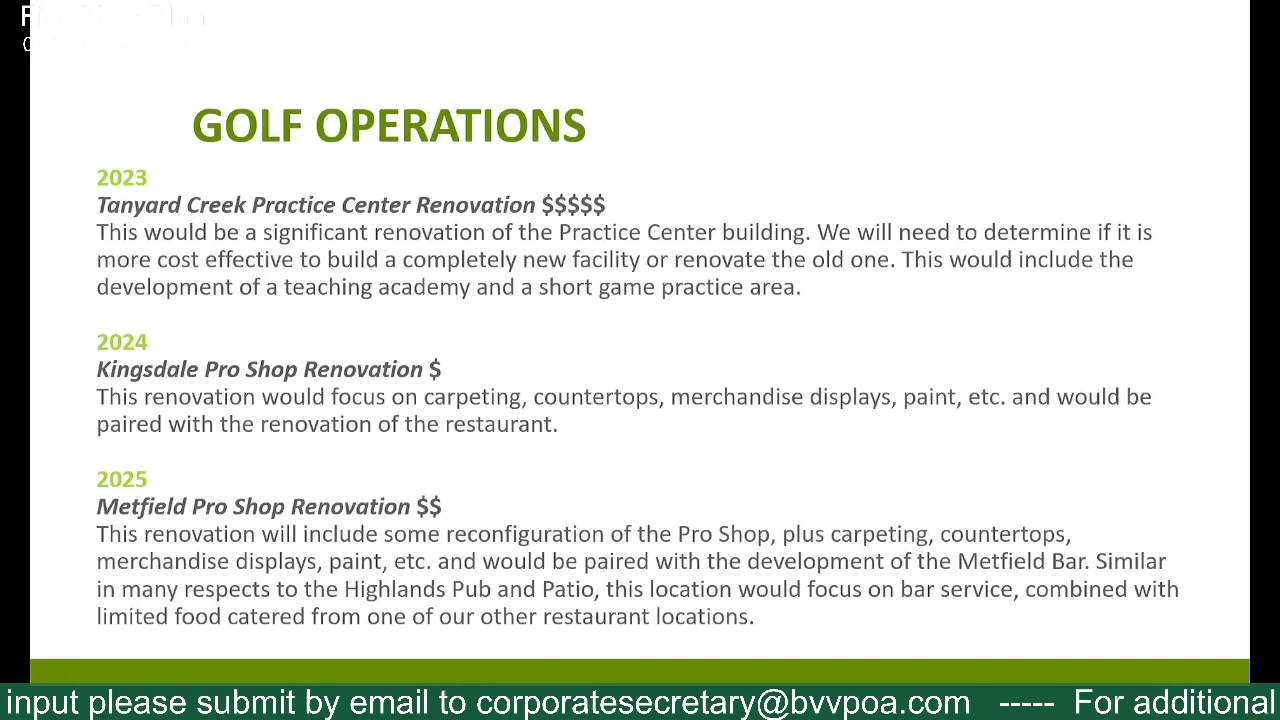 GOLF OPERATIONS
2023
Tanyard Creek Practice Center Renovation $$$$$
This would be a significant renovation of the Practice Center building. We will need to determine if it is
more cost effective to build a completely new facility or renovate the old one. This would include the
development of a teaching academy and a short game practice area.
2024
Kingsdale Pro Shop Renovation $
This renovation would focus on carpeting, countertops, merchandise displays, paint, etc. and would be
paired with the renovation of the restaurant.
2025
Metfield Pro Shop Renovation $$
This renovation will include some reconfiguration of the Pro Shop, plus carpeting, countertops,
merchandise displays, paint, etc. and would be paired with the development of the Metfield Bar. Similar
in many respects to the Highlands Pub and Patio, this location would focus on bar service, combined with
limited food catered from one of our other restaurant locations.
input please submit by email to corporatesecretary@bvvpoa.com ----- For additional